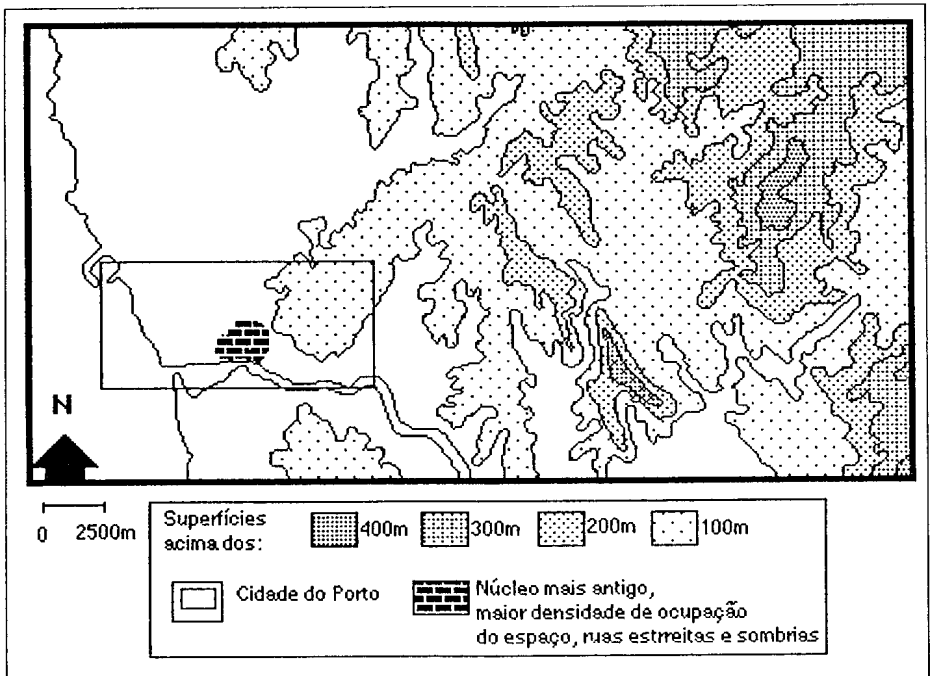 N
0 2500m
Superfícies
acima dos:
400m
300m
200m
100m
Cidade do Porto
Núcleo mais antigo,
maior densidade de ocupação
do espaço, ruas estrreitas e sombrias